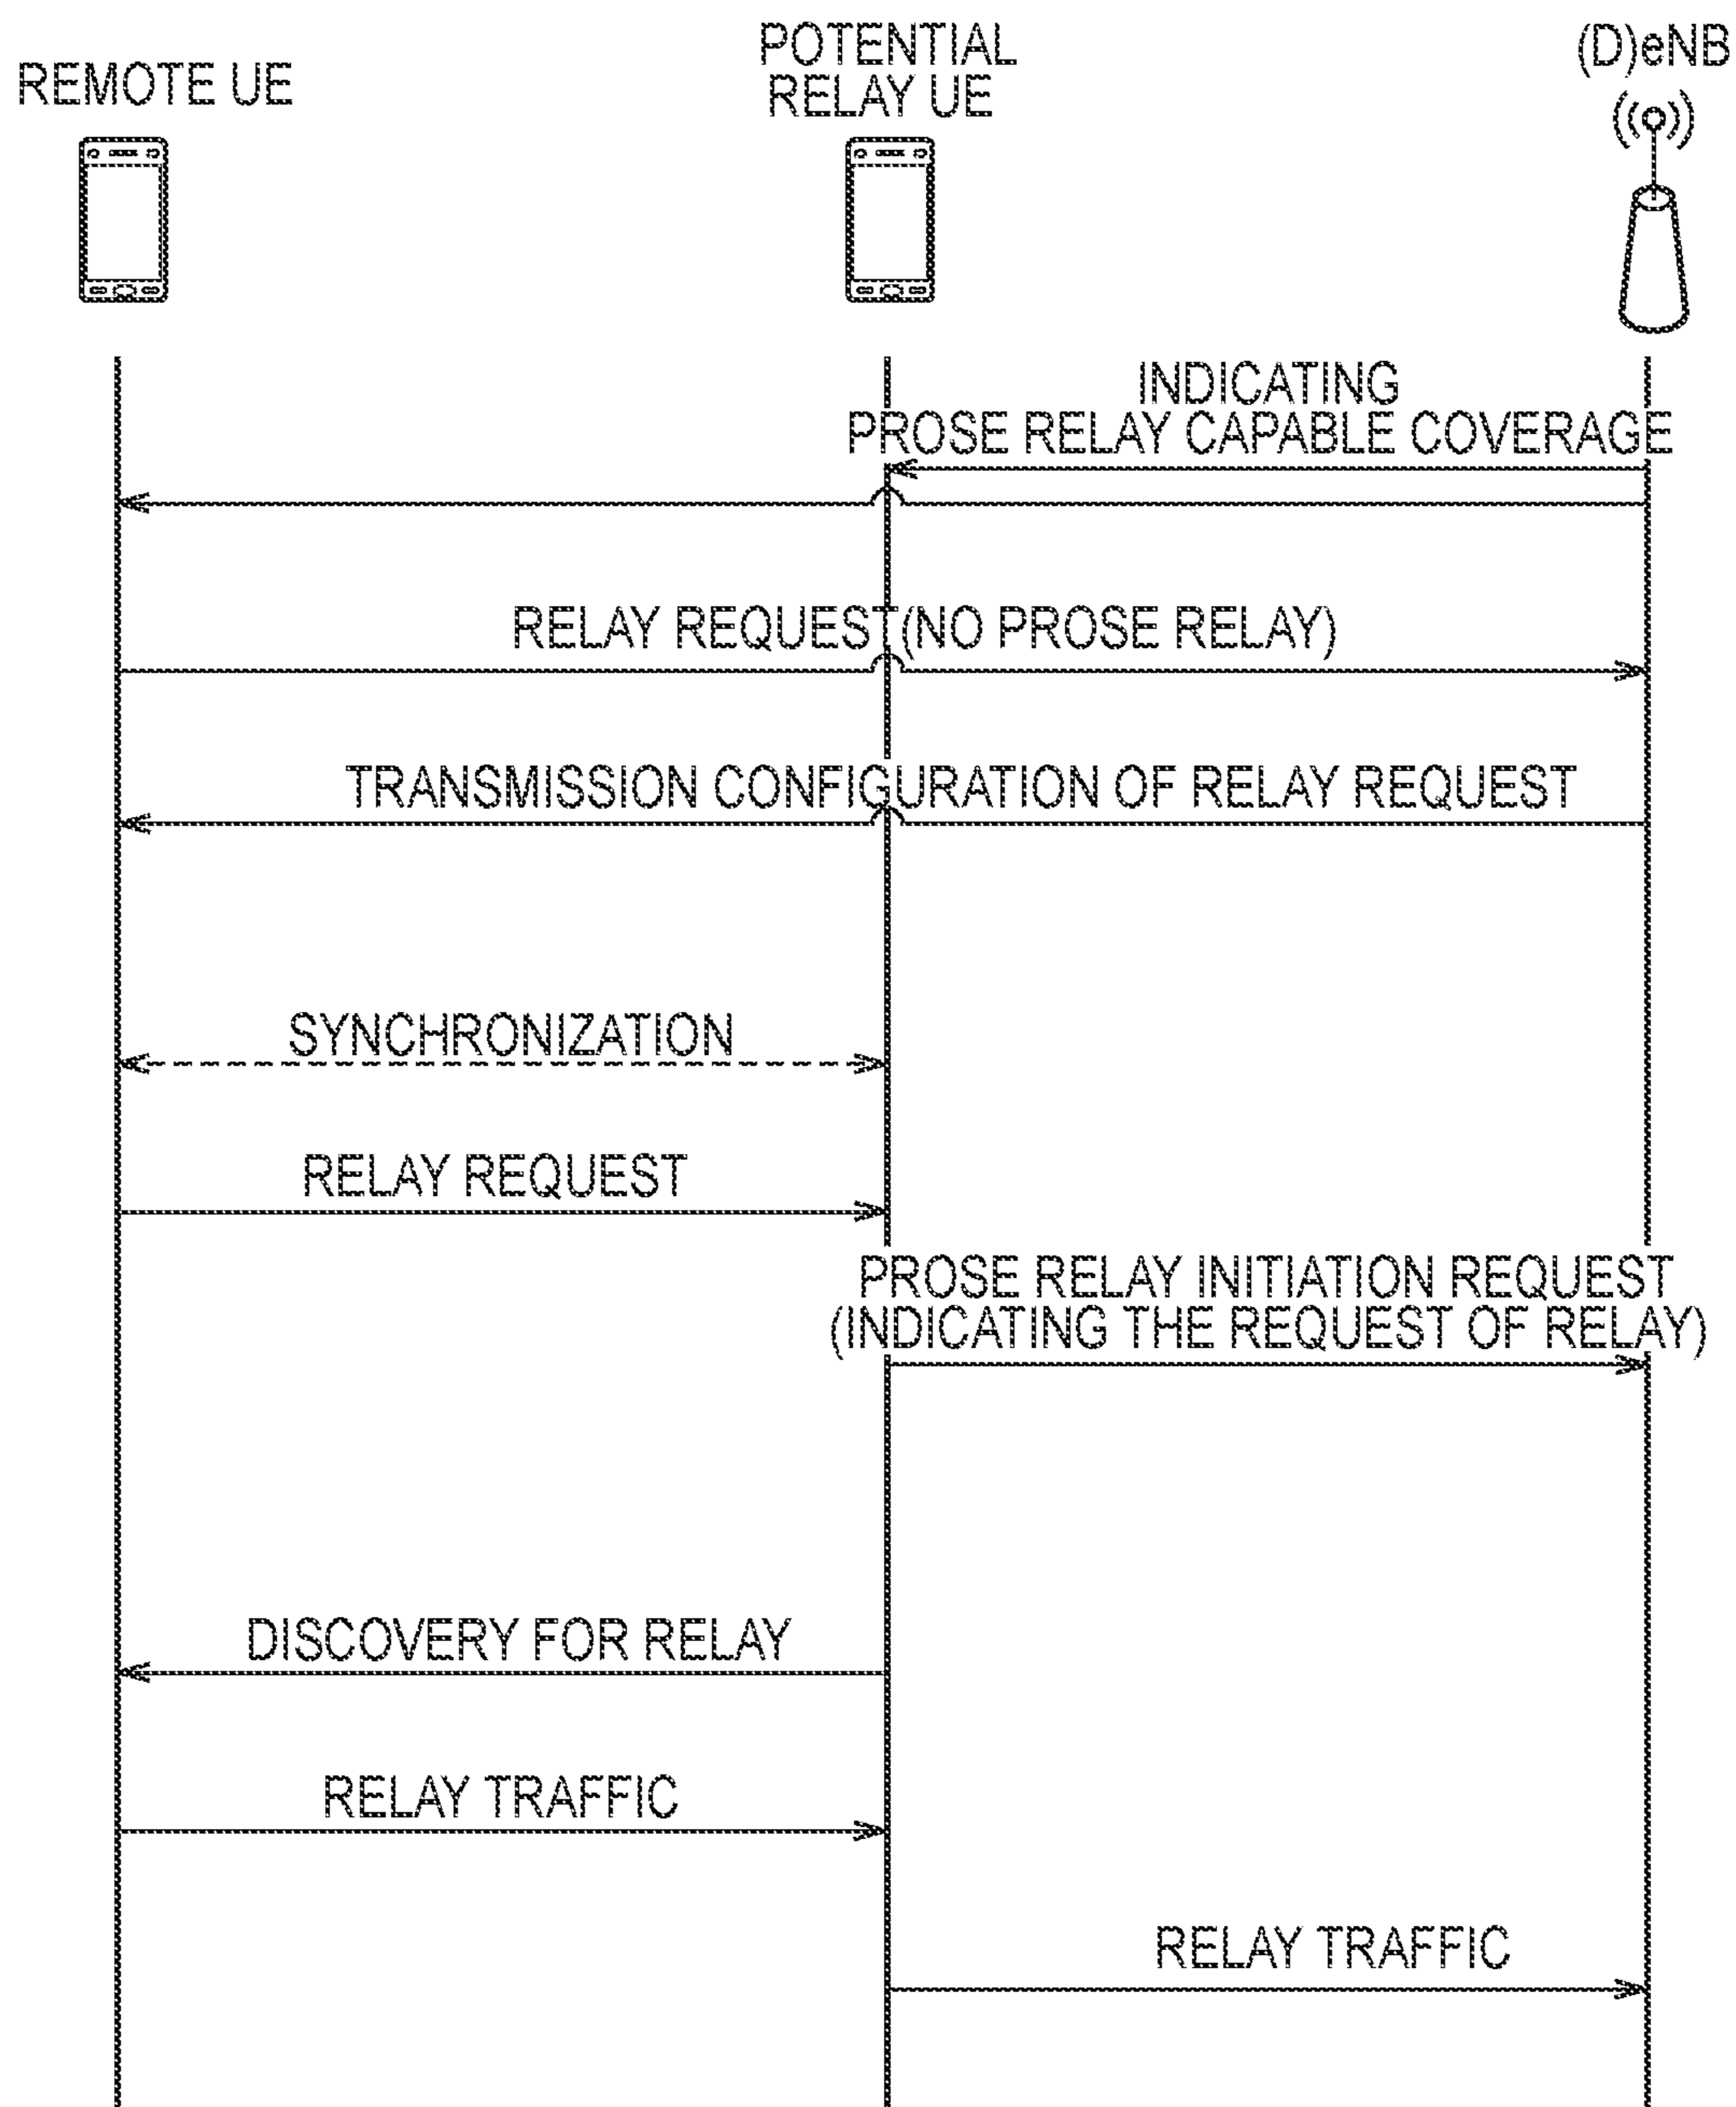 REMOTE UE
POTENTIAL
RELAY UE
(D)eNB
INDICATING
PROSE RELAY CAPABLE COVERAGE
RELAY REQUEST(NO PROSE RELAY)
TRANSMISSION CONFIGURATION OF RELAY REQUEST
SYNCHRONIZATION
RELAY REQUEST
PROSE RELAY INITIATION REQUEST
(INDICATING THE REQUEST OF RELAY)
DISCOVERY FOR RELAY
RELAY TRAFFIC
RELAY TRAFFIC